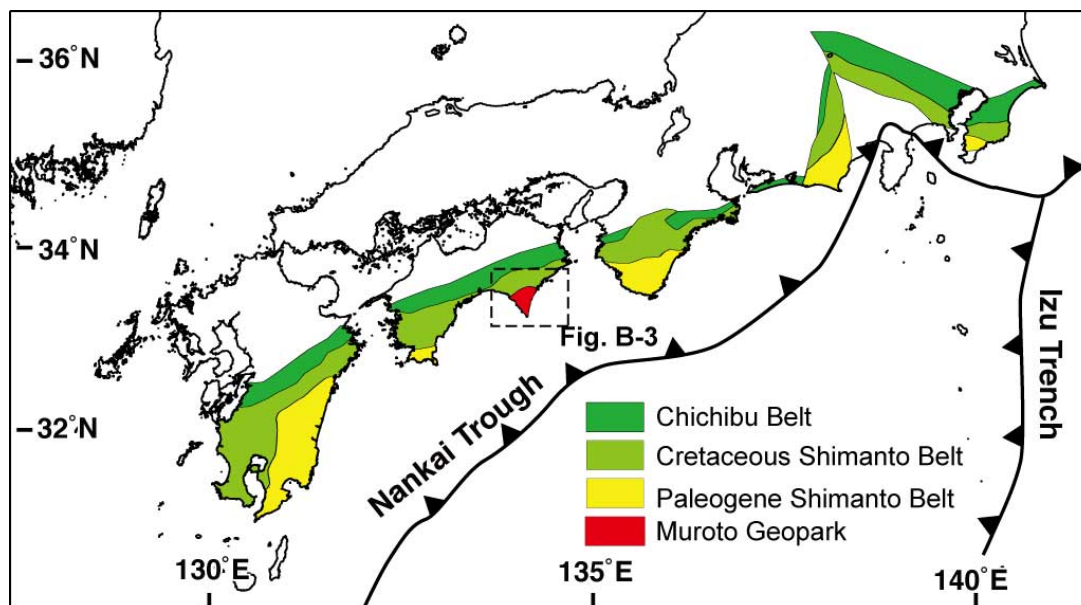 36°N
34°N
32°N
Fig. B-3
Nankai Trough
Izu Trench
Chichibu Belt
Cretaceous Shimanto Belt
Paleogene Shimanto Belt
Muroto Geopark
130°E
135°E
140°E